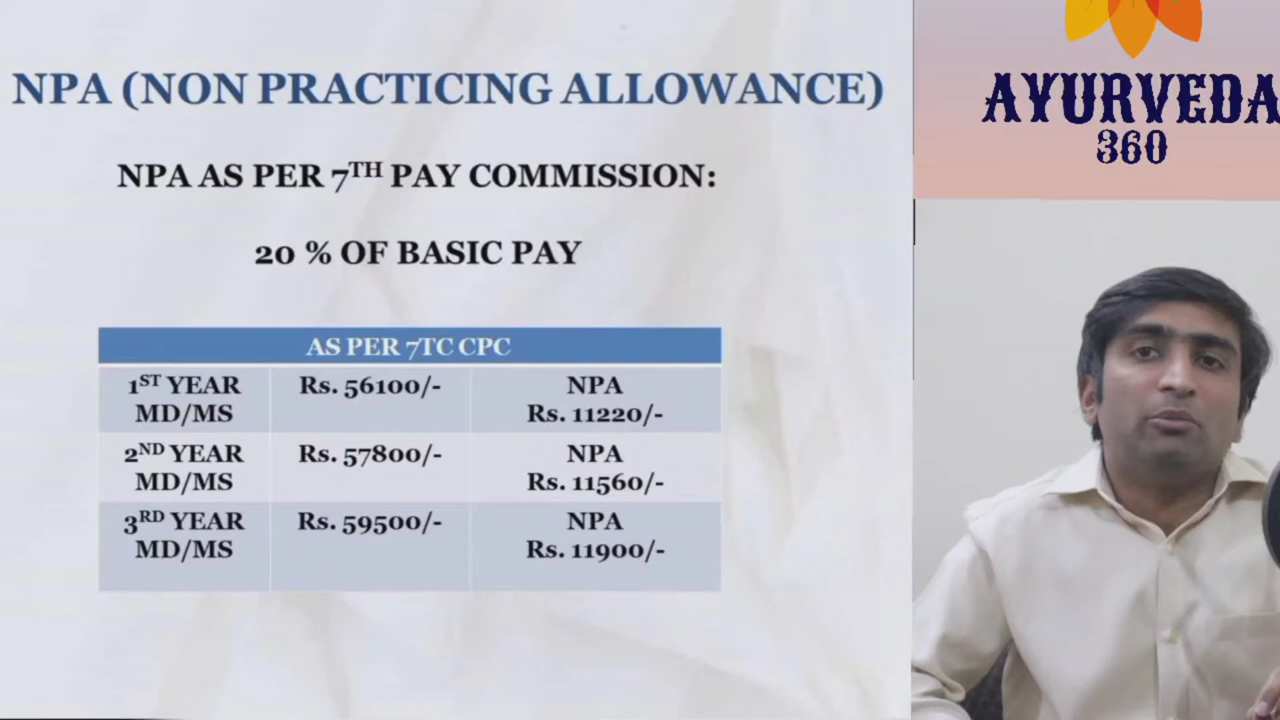 NPA (NON PRACTICING ALLOWANCE)
NPA AS PER 7TH PAY COMMISSION:
20 % OF BASIC PAY
AS PER 7TC CPC
1ST YEAR MD/MS Rs. 56100/- NPA Rs. 11220/-
2ND YEAR MD/MS Rs. 57800/- NPA Rs. 11560/-
3RD YEAR MD/MS Rs. 59500/- NPA Rs. 11900/-
AYURVEDA
360